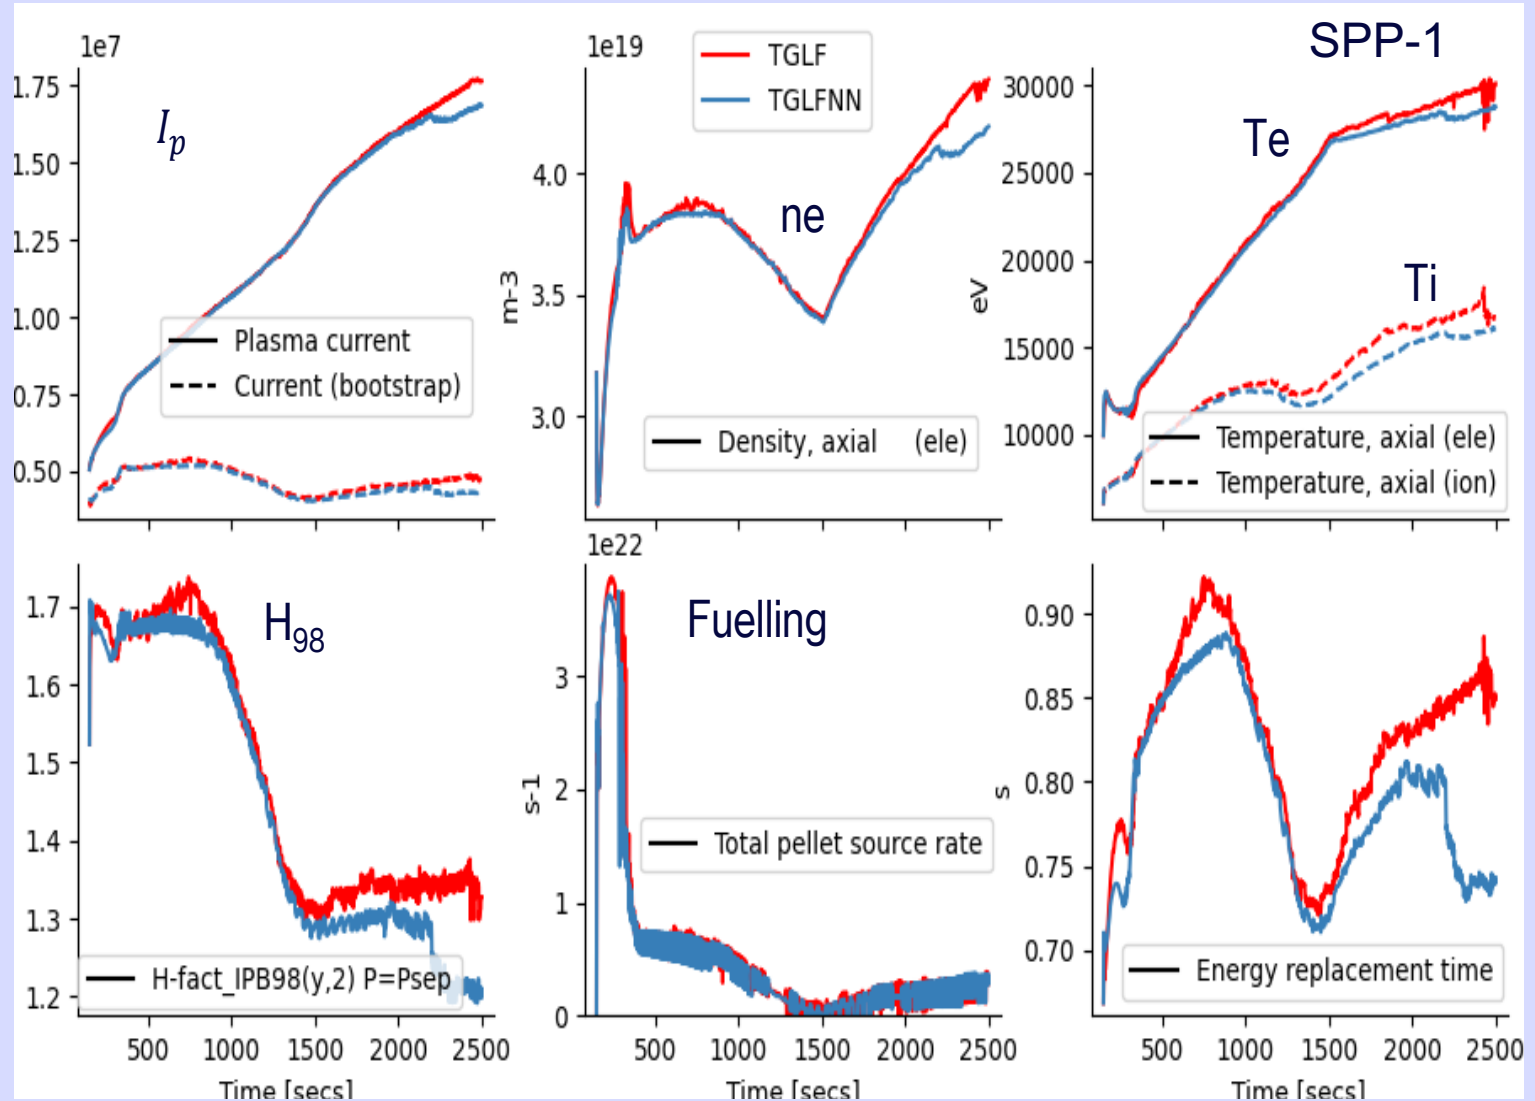 SPP-1
1e7
1.75
1.50
1.25
1.00
0.75
0.50
I_p
Plasma current
Current (bootstrap)
1e19
TGLF
TGLFNN
4.0
3.5
3.0
m-3
ne
Density, axial (ele)
30000
25000
20000
15000
10000
eV
Te
Ti
Temperature, axial (ele)
Temperature, axial (ion)
1.7
1.6
1.5
1.4
1.3
1.2
H98
H-fact_IPB98(y,2) P=Psep
500 1000 1500 2000 2500
Time [secs]
1e22
3
2
1
0
s-1
Fuelling
Total pellet source rate
500 1000 1500 2000 2500
Time [secs]
0.90
0.85
0.80
0.75
0.70
s
Energy replacement time
500 1000 1500 2000 2500
Time [secs]